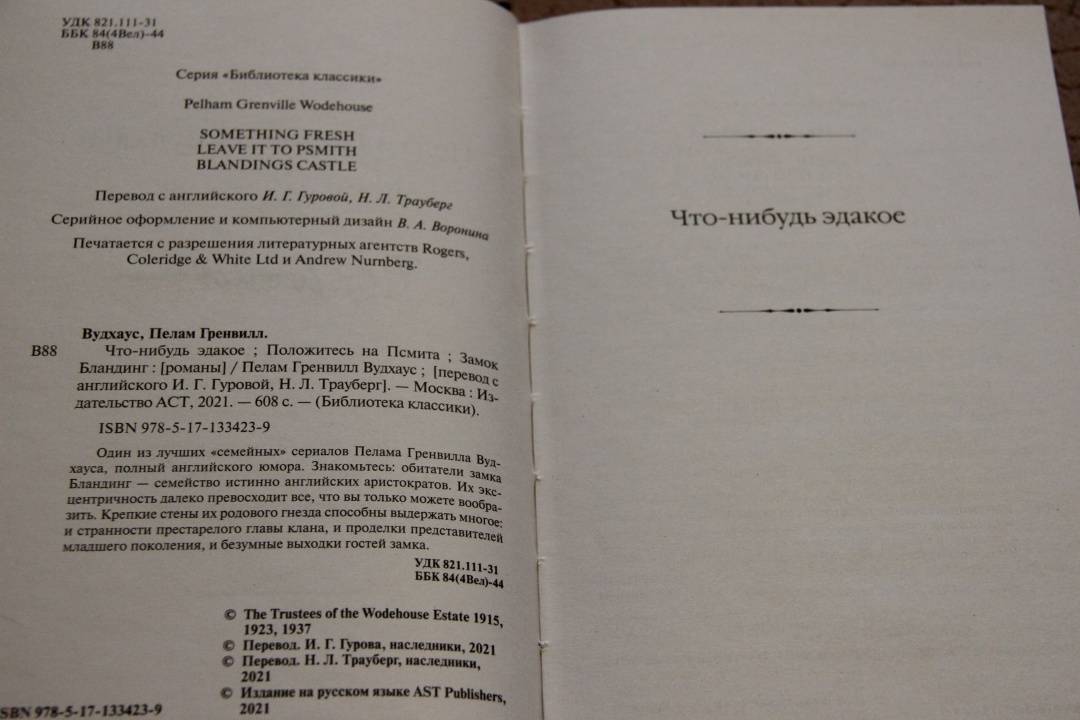 УДК 821.111-31
ББК 84(4Вел)-44
В88
Серия «Библиотека классики»
Pelham Grenville Wodehouse
SOMETHING FRESH
LEAVE IT TO PSMITH
BLANDINGS CASTLE
Перевод с английского И. Г. Гуровой, Н. Л. Трауберг
Серийное оформление и компьютерный дизайн В. А. Воронина
Печатается с разрешения литературных агентств Rogers,
Coleridge & White Ltd и Andrew Nurnberg.
Вудхаус, Пелам Гренвилл.
В88 Что-нибудь эдакое ; Положитесь на Псмита ; Замок
Бландинг : [романы] / Пелам Гренвилл Вудхаус ; [перевод с
английского И. Г. Гуровой, Н. Л. Трауберг]. — Москва : Из-
дательство АСТ, 2021. — 608 с. — (Библиотека классики).
ISBN 978-5-17-133423-9
Один из лучших «семейных» сериалов Пелама Гренвилла Вуд-
хауса, полный английского юмора. Знакомьтесь: обитатели замка
Бландинг — семейство истинно английских аристократов. Их экс-
центричность далеко превосходит все, что вы только можете вообра-
зить. Крепкие стены их родового гнезда способны выдержать многое:
и странности престарелого главы клана, и проделки представителей
младшего поколения, и безумные выходки гостей замка.
УДК 821.111-31
ББК 84(4Вел)-44
© The Trustees of the Wodehouse Estate 1915,
1923, 1937
© Перевод. И. Г. Гурова, наследники, 2021
© Перевод. Н. Л. Трауберг, наследники,
2021
© Издание на русском языке AST Publishers,
2021
SBN 978-5-17-133423-9
Что-нибудь эдакое